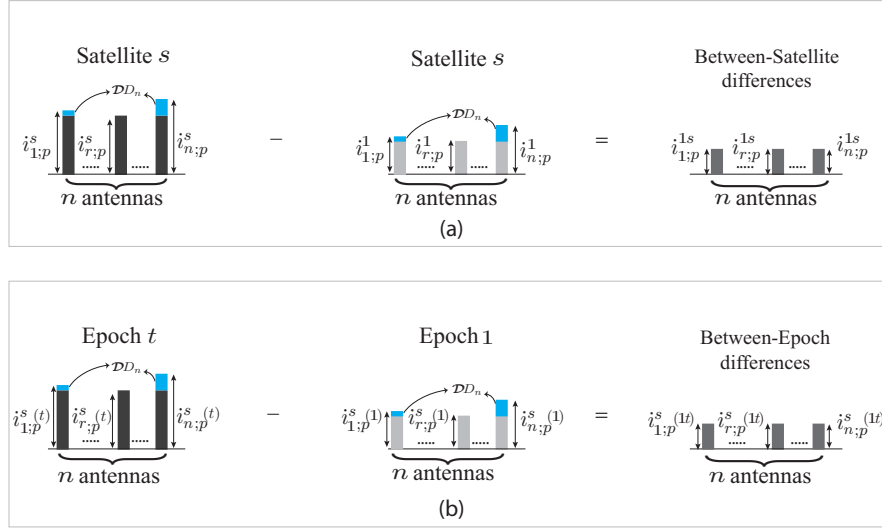 Satellite s
Satellite s
Between-Satellite
differences
𝒟D_n
𝒟D_n
i^s_{1;p}
i^s_{r;p}
i^s_{n;p}
−
i^1_{1;p}
i^1_{r;p}
i^1_{n;p}
=
i^{1s}_{1;p}
i^{1s}_{r;p}
i^{1s}_{n;p}
..... ..... ..... ..... ..... .....
n antennas
n antennas
n antennas
(a)
Epoch t
Epoch 1
Between-Epoch
differences
𝒟D_n
𝒟D_n
i^s_{1;p}(t)
i^s_{r;p}(t)
i^s_{n;p}(t)
−
i^s_{1;p}(1)
i^s_{r;p}(1)
i^s_{n;p}(1)
=
i^s_{1;p}(1t)
i^s_{r;p}(1t)
i^s_{n;p}(1t)
..... ..... ..... ..... ..... .....
n antennas
n antennas
n antennas
(b)